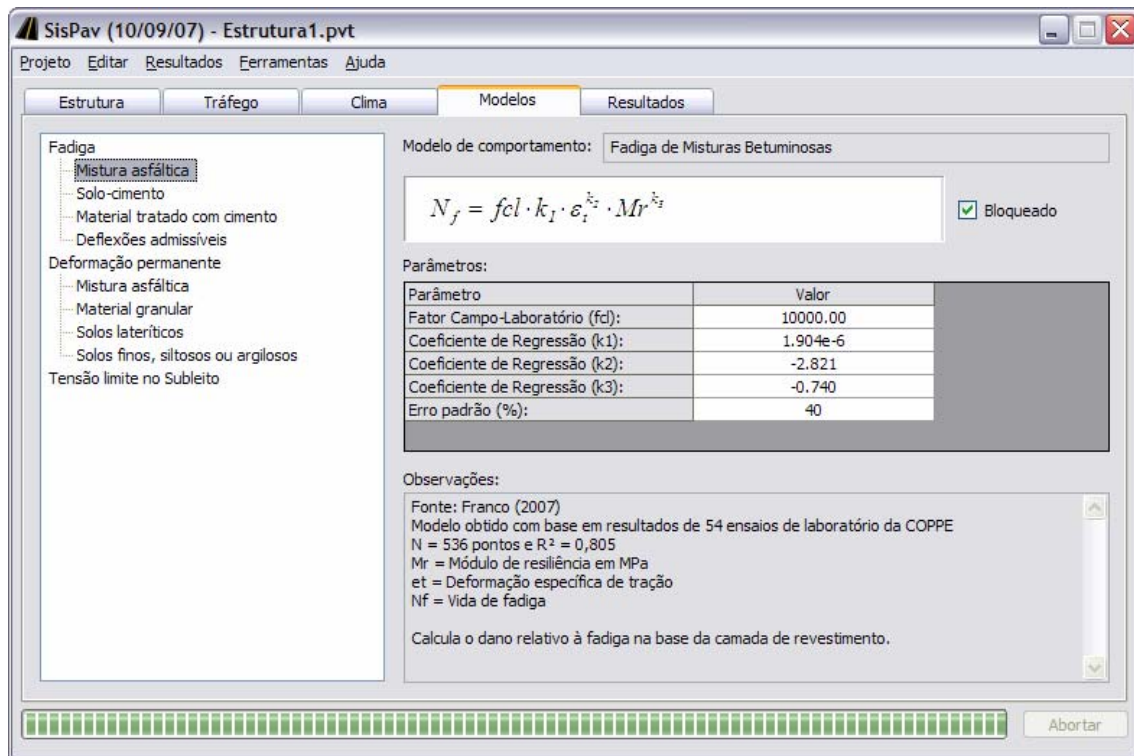 SisPav (10/09/07) - Estrutura1.pvt
Projeto Editar Resultados Ferramentas Ajuda
Estrutura Tráfego Clima Modelos Resultados
Fadiga
Mistura asfáltica
Solo-cimento
Material tratado com cimento
Deflexões admissíveis
Deformação permanente
Mistura asfáltica
Material granular
Solos lateríticos
Solos finos, siltosos ou argilosos
Tensão limite no Subleito
Modelo de comportamento: Fadiga de Misturas Betuminosas
N_f = fcl · k_1 · ε_t^{k_2} · Mr^{k_3}
Bloqueado
Parâmetros:
Parâmetro Valor
Fator Campo-Laboratório (fcl): 10000.00
Coeficiente de Regressão (k1): 1.904e-6
Coeficiente de Regressão (k2): -2.821
Coeficiente de Regressão (k3): -0.740
Erro padrão (%): 40
Observações:
Fonte: Franco (2007)
Modelo obtido com base em resultados de 54 ensaios de laboratório da COPPE
N = 536 pontos e R² = 0,805
Mr = Módulo de resiliência em MPa
et = Deformação específica de tração
Nf = Vida de fadiga
Calcula o dano relativo à fadiga na base da camada de revestimento.
Abortar